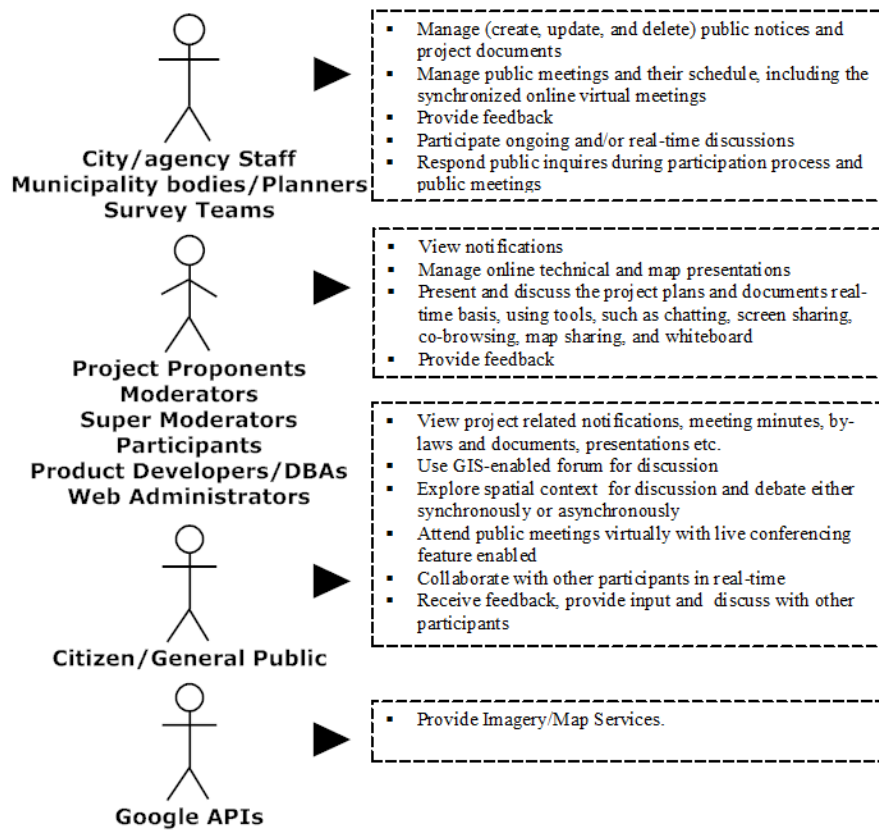 ▪ Manage (create, update, and delete) public notices and
project documents
▪ Manage public meetings and their schedule, including the
synchronized online virtual meetings
▪ Provide feedback
▪ Participate ongoing and/or real-time discussions
▪ Respond public inquires during participation process and
public meetings
City/agency Staff
Municipality bodies/Planners
Survey Teams
▪ View notifications
▪ Manage online technical and map presentations
▪ Present and discuss the project plans and documents real-
time basis, using tools, such as chatting, screen sharing,
co-browsing, map sharing, and whiteboard
▪ Provide feedback
Project Proponents
Moderators
Super Moderators
Participants
Product Developers/DBAs
Web Administrators
▪ View project related notifications, meeting minutes, by-
laws and documents, presentations etc.
▪ Use GIS-enabled forum for discussion
▪ Explore spatial context for discussion and debate either
synchronously or asynchronously
▪ Attend public meetings virtually with live conferencing
feature enabled
▪ Collaborate with other participants in real-time
▪ Receive feedback, provide input and discuss with other
participants
Citizen/General Public
▪ Provide Imagery/Map Services.
Google APIs